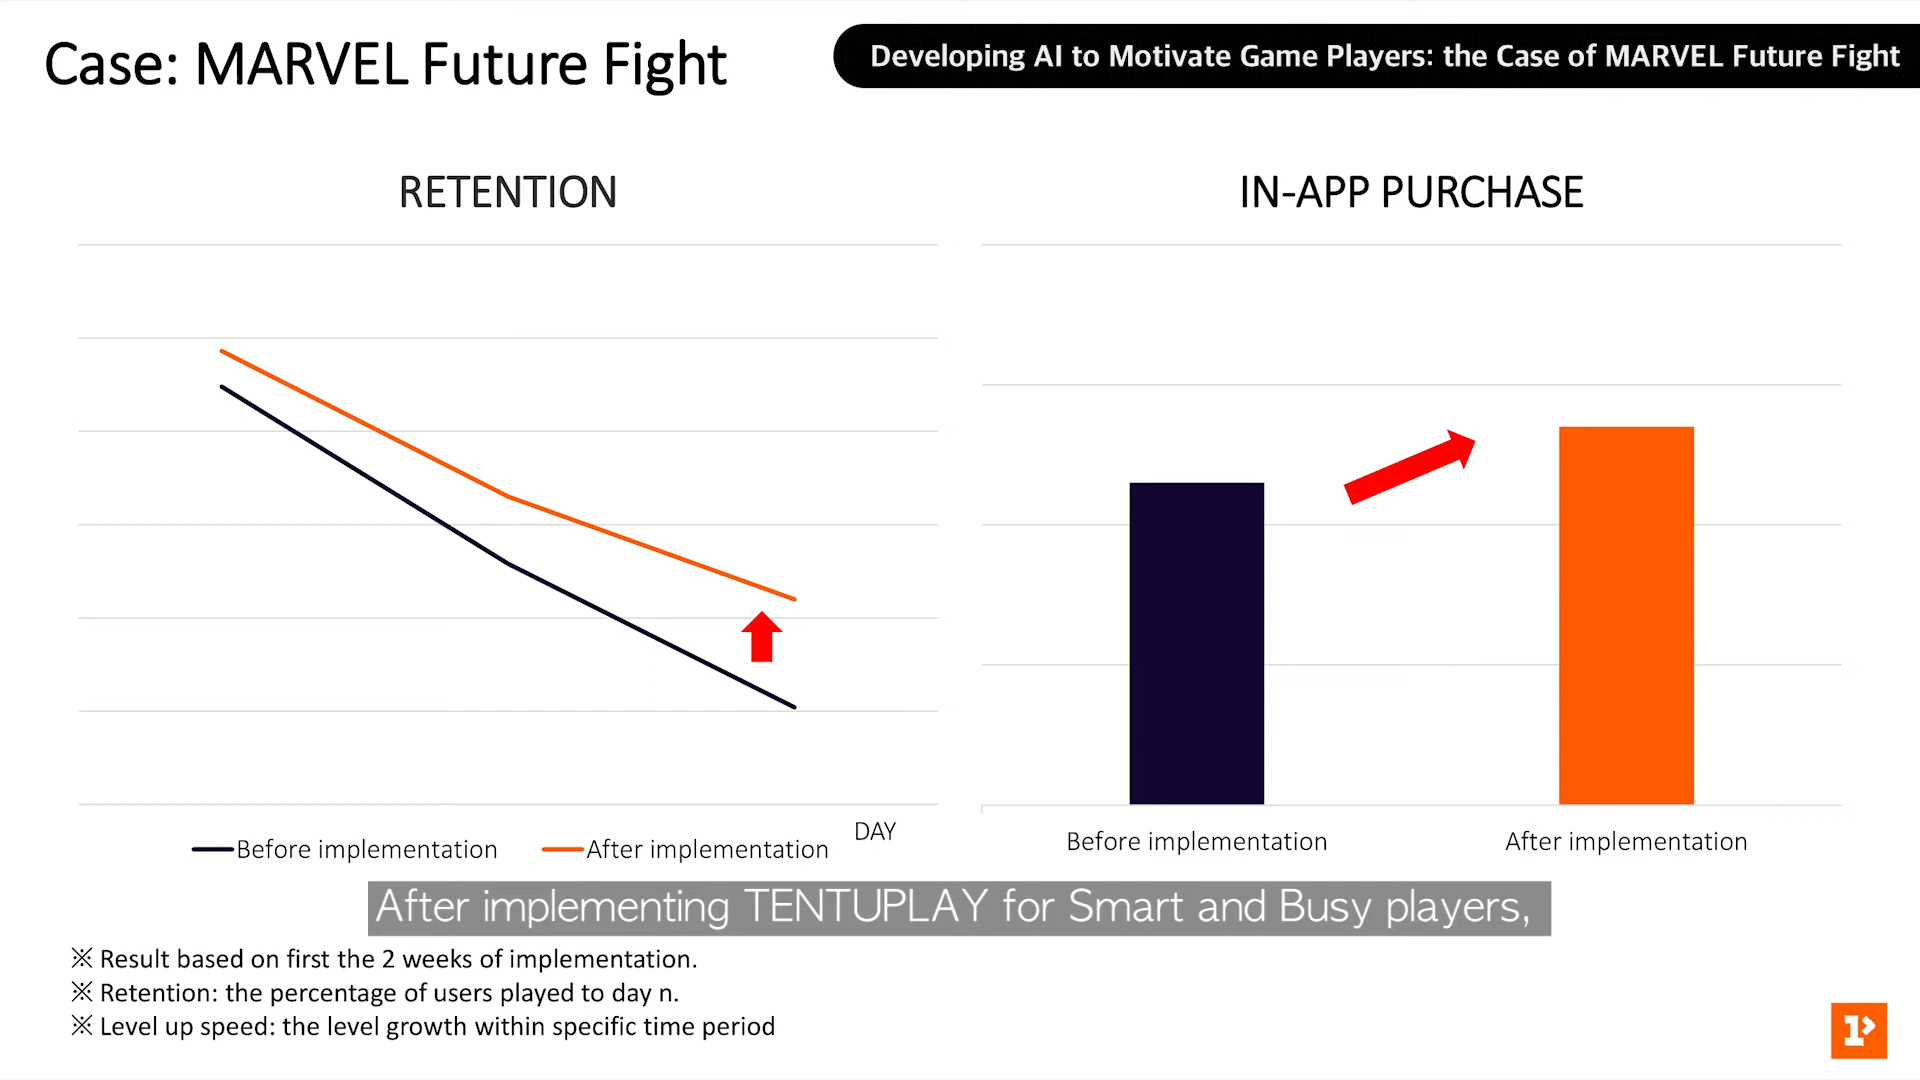 Case: MARVEL Future Fight
Developing AI to Motivate Game Players: the Case of MARVEL Future Fight
RETENTION
DAY
Before implementation
After implementation
IN-APP PURCHASE
Before implementation
After implementation
After implementing TENTUPLAY for Smart and Busy players,
※ Result based on first the 2 weeks of implementation.
※ Retention: the percentage of users played to day n.
※ Level up speed: the level growth within specific time period